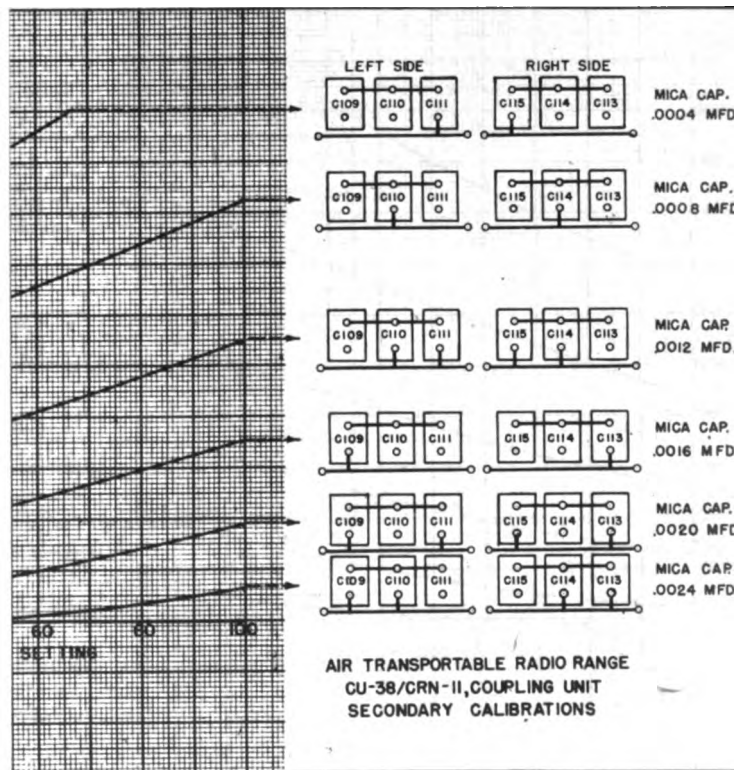 LEFT SIDE RIGHT SIDE
C109 C110 C111 C115 C114 C113 MICA CAP.
.0004 MFD
C109 C110 C111 C115 C114 C113 MICA CAP.
.0008 MFD
C109 C110 C111 C115 C114 C113 MICA CAP.
.0012 MFD.
C109 C110 C111 C115 C114 C113 MICA CAP.
.0016 MFD
C109 C110 C111 C115 C114 C113 MICA CAP.
.0020 MFD
C109 C110 C111 C115 C114 C113 MICA CAP.
.0024 MFD
60 80 100
SETTING
AIR TRANSPORTABLE RADIO RANGE
CU-38/CRN-11, COUPLING UNIT
SECONDARY CALIBRATIONS